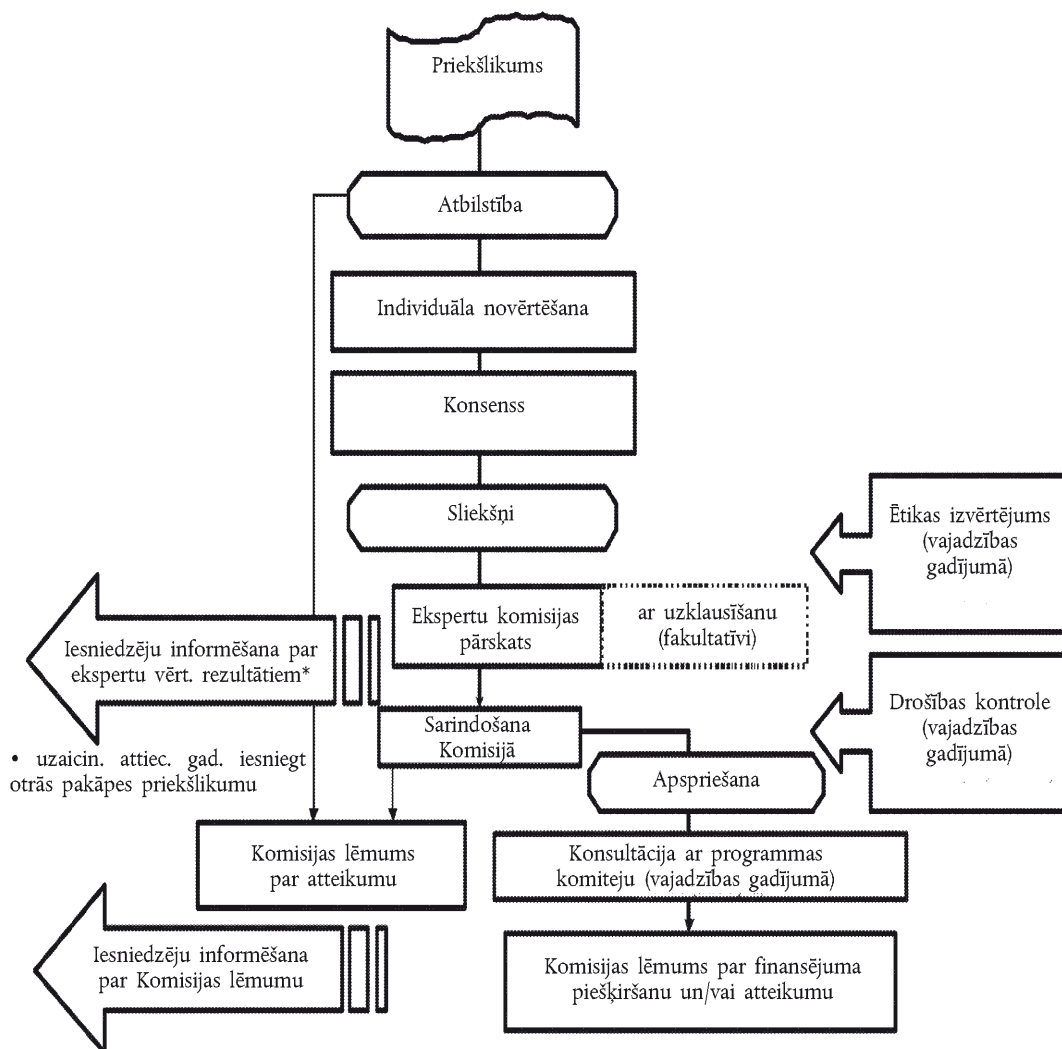 Priekšlikums
Atbilstība
Individuāla novērtēšana
Konsenss
Sliekšņi
Ētikas izvērtējums
(vajadzības
gadījumā)
Ekspertu komisijas
pārskats
ar uzklausīšanu
(fakultatīvi)
Iesniedzēju informēšana par
ekspertu vērt. rezultātiem*
Drošības kontrole
(vajadzības
gadījumā)
Sarindošana
Komisijā
• uzaicin. attiec. gad. iesniegt
otrās pakāpes priekšlikumu
Apspriešana
Komisijas lēmums
par atteikumu
Konsultācija ar programmas
komiteju (vajadzības gadījumā)
Iesniedzēju informēšana
par Komisijas lēmumu
Komisijas lēmums par finansējuma
piešķiršanu un/vai atteikumu